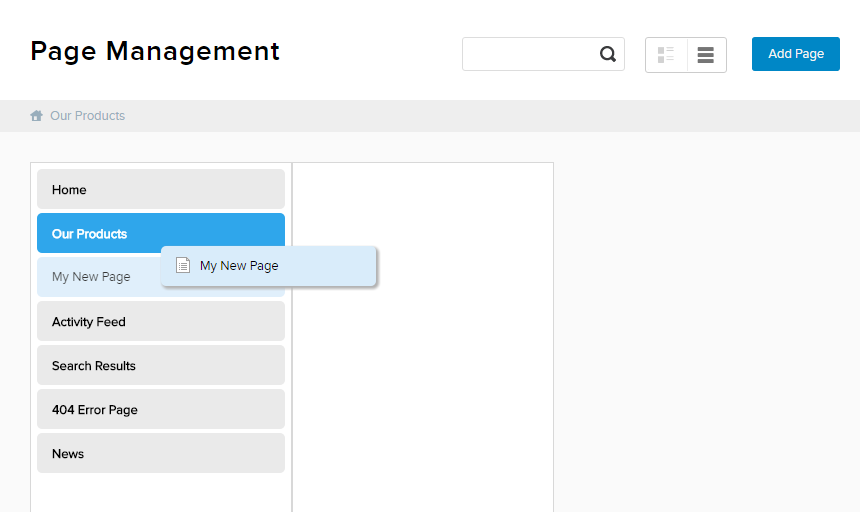 Page Management
Add Page
Our Products
Home
Our Products
My New Page
My New Page
Activity Feed
Search Results
404 Error Page
News